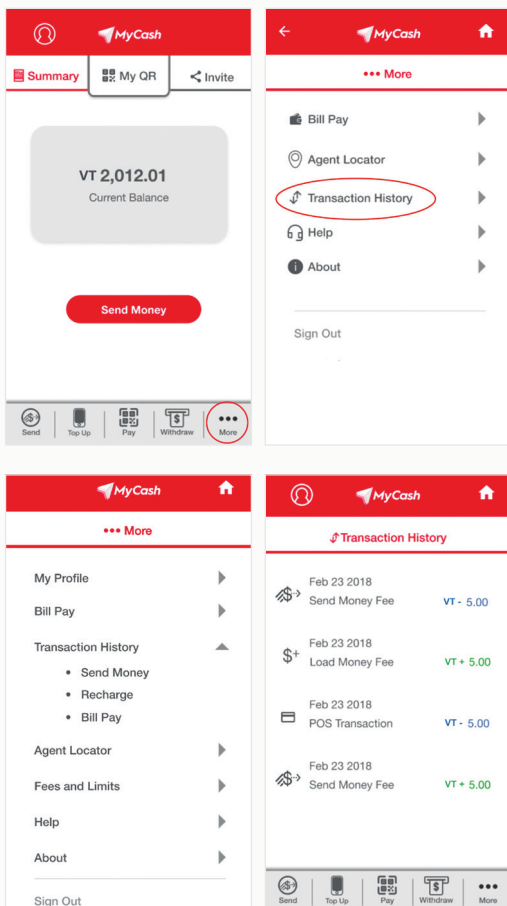 MyCash
Summary
My QR
Invite
VT 2,012.01
Current Balance
Send Money
Send
Top Up
Pay
Withdraw
More
MyCash
••• More
Bill Pay
Agent Locator
Transaction History
Help
About
Sign Out
MyCash
••• More
My Profile
Bill Pay
Transaction History
• Send Money
• Recharge
• Bill Pay
Agent Locator
Fees and Limits
Help
About
Sign Out
MyCash
Transaction History
Feb 23 2018
Send Money Fee VT - 5.00
Feb 23 2018
Load Money Fee VT + 5.00
Feb 23 2018
POS Transaction VT - 5.00
Feb 23 2018
Send Money Fee VT + 5.00
Send
Top Up
Pay
Withdraw
More